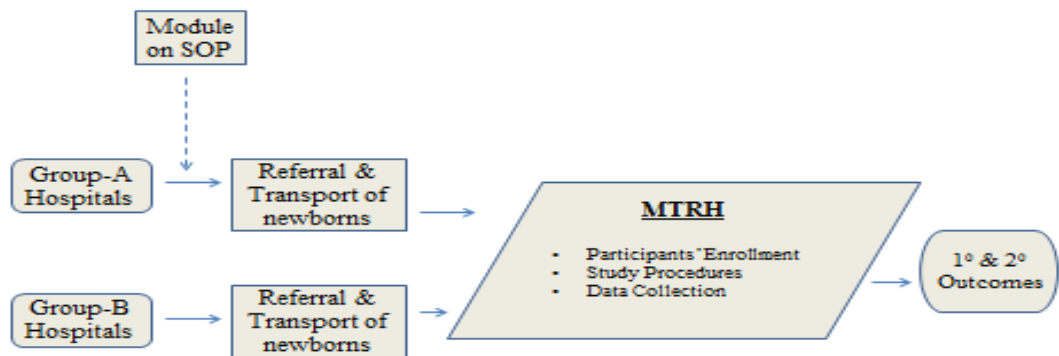 Module
on SOP
Group-A
Hospitals
Referral &
Transport of
newborns
MTRH
• Participants' Enrollment
• Study Procedures
• Data Collection
1º & 2º
Outcomes
Group-B
Hospitals
Referral &
Transport of
newborns